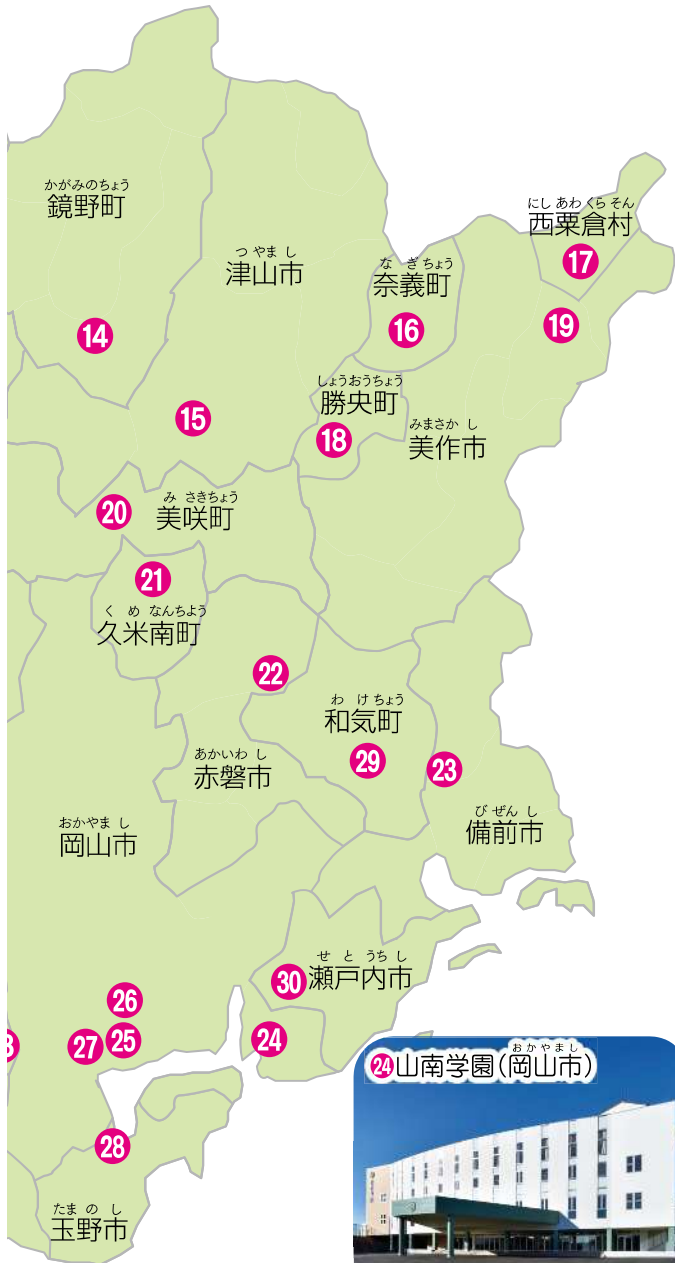 かがみのちょう
鏡野町
にしあわくらそん
西粟倉村
17
つやまし
津山市
なぎちょう
奈義町
16
19
14
しょうおうちょう
勝央町
15
18
みまさかし
美作市
20
みさきちょう
美咲町
21
くめなんちよう
久米南町
22
わけちょう
和気町
29
23
あかいわし
赤磐市
おかやまし
岡山市
びぜんし
備前市
せとうちし
瀬戸内市
30
26
27
25
24
28
たまのし
玉野市
おかやまし
24山南学園(岡山市)